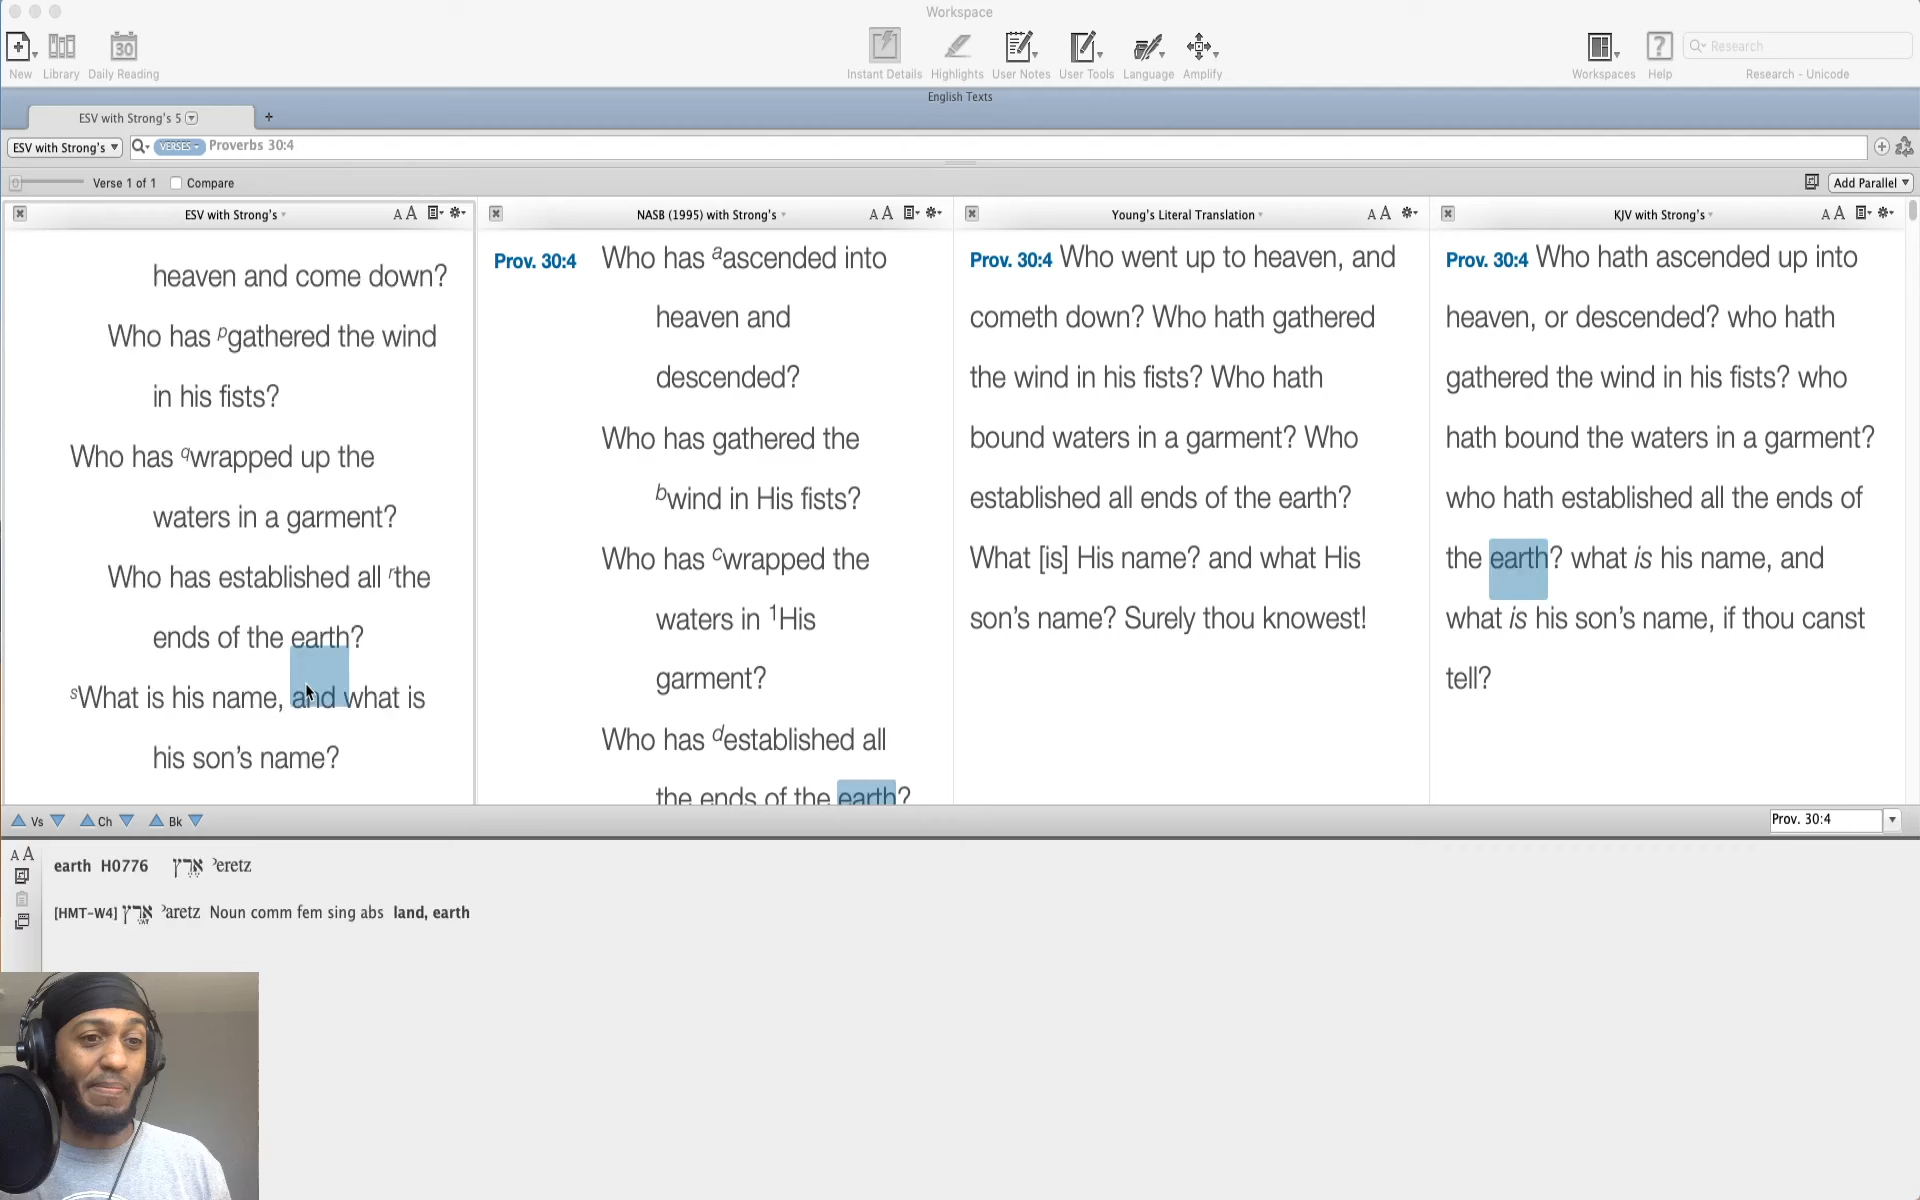 Workspace
New
Library
Daily Reading
30
Instant Details
Highlights
User Notes
User Tools
Language
Amplify
Workspaces
Help
Research
Research - Unicode
English Texts
ESV with Strong's 5
+
ESV with Strong's
VERSES
Proverbs 30:4
Verse 1 of 1
Compare
Add Parallel
ESV with Strong's
A A
heaven and come down?
Who has pgathered the wind
in his fists?
Who has qwrapped up the
waters in a garment?
Who has established all rthe
ends of the earth?
sWhat is his name, and what is
his son's name?
NASB (1995) with Strong's
A A
Prov. 30:4 Who has aascended into
heaven and
descended?
Who has gathered the
bwind in His fists?
Who has cwrapped the
waters in 1His
garment?
Who has destablished all
the ends of the earth?
Young's Literal Translation
A A
Prov. 30:4 Who went up to heaven, and
cometh down? Who hath gathered
the wind in his fists? Who hath
bound waters in a garment? Who
established all ends of the earth?
What [is] His name? and what His
son's name? Surely thou knowest!
KJV with Strong's
A A
Prov. 30:4 Who hath ascended up into
heaven, or descended? who hath
gathered the wind in his fists? who
hath bound the waters in a garment?
who hath established all the ends of
the earth? what is his name, and
what is his son's name, if thou canst
tell?
Vs
Ch
Bk
Prov. 30:4
A A
earth H0776 אֶרֶץ ʾeretz
[HMT-W4] אָֽרֶץ ʾaretz Noun comm fem sing abs land, earth